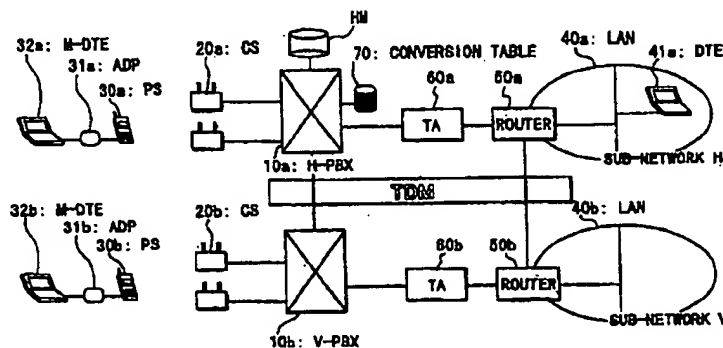 HM
32a: M-DTE
31a: ADP
30a: PS
20a: CS
70: CONVERSION TABLE
60a
50a
40a: LAN
41a: DTE
TA
ROUTER
SUB-NETWORK H
10a: H-PBX
TDM
32b: M-DTE
31b: ADP
30b: PS
20b: CS
60b
50b
40b: LAN
TA
ROUTER
SUB-NETWORK V
10b: V-PBX